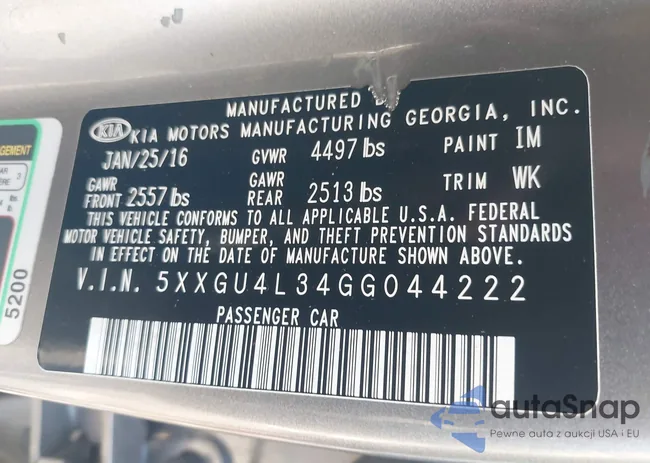 MANUFACTURED
KIA KIA MOTORS MANUFACTURING GEORGIA, INC.
JAN/25/16 GVWR 4497 lbs PAINT IM
GAWR FRONT 2557 lbs GAWR REAR 2513 lbs TRIM WK
THIS VEHICLE CONFORMS TO ALL APPLICABLE U.S.A. FEDERAL
MOTOR VEHICLE SAFETY, BUMPER, AND THEFT PREVENTION STANDARDS
IN EFFECT ON THE DATE OF MANUFACTURE SHOWN ABOVE.
V.I.N. 5XXGU4L34GG044222
PASSENGER CAR
5200
autoSnap
Pewne auta z aukcji USA i EU